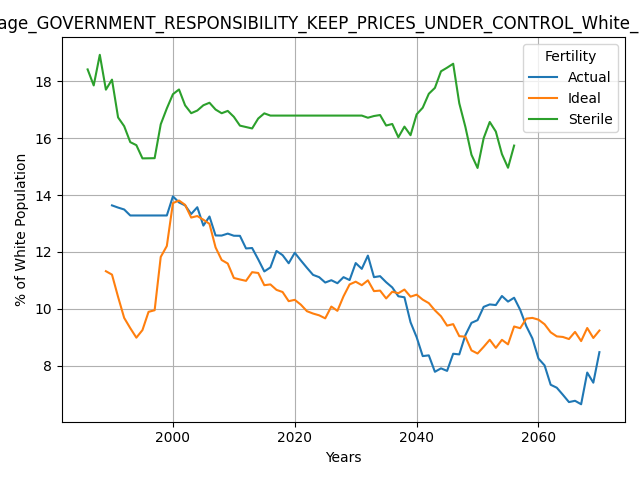 age_GOVERNMENT_RESPONSIBILITY_KEEP_PRICES_UNDER_CONTROL_White_
Fertility
Actual
Ideal
Sterile
% of White Population
18
16
14
12
10
8
2000 2020 2040 2060
Years